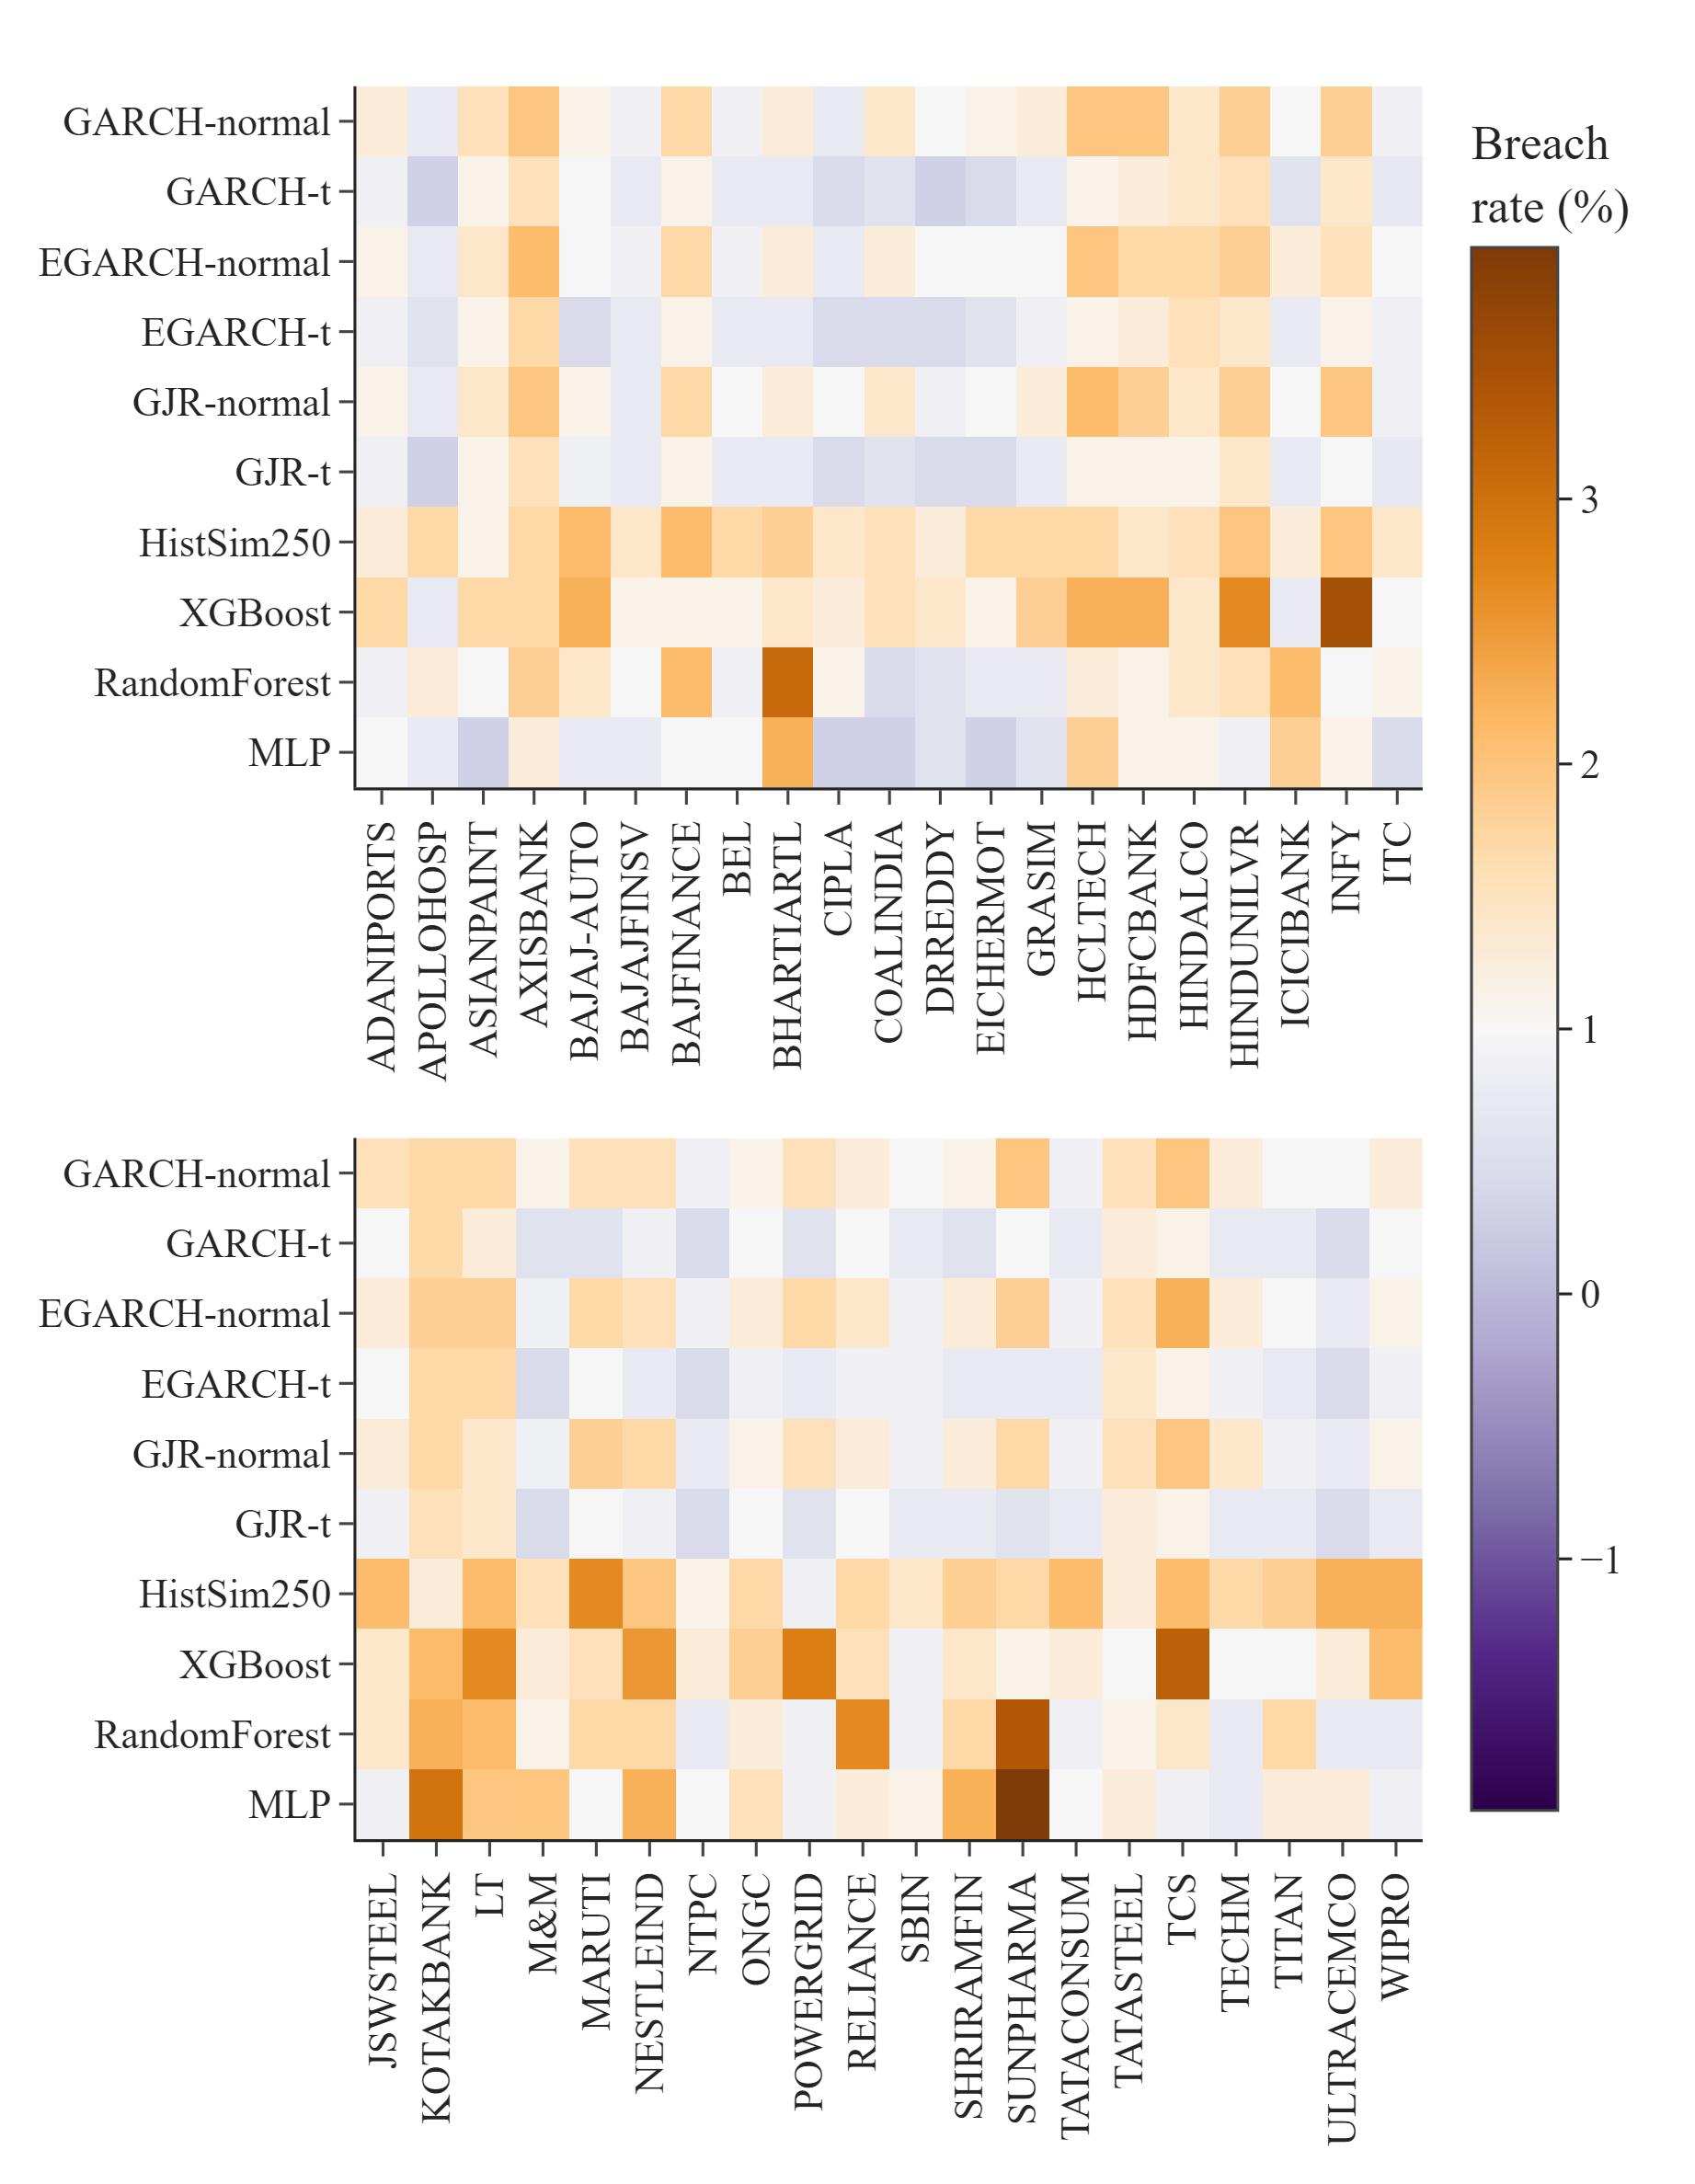 Breach
rate (%)
GARCH-normal
GARCH-t
EGARCH-normal
EGARCH-t
GJR-normal
GJR-t
HistSim250
XGBoost
RandomForest
MLP
ADANIPORTS
APOLLOHOSP
ASIANPAINT
AXISBANK
BAJAJ-AUTO
BAJAJFINSV
BAJFINANCE
BEL
BHARTIARTL
CIPLA
COALINDIA
DRREDDY
EICHERMOT
GRASIM
HCLTECH
HDFCBANK
HINDALCO
HINDUNILVR
ICICIBANK
INFY
ITC
3
2
1
0
−1
GARCH-normal
GARCH-t
EGARCH-normal
EGARCH-t
GJR-normal
GJR-t
HistSim250
XGBoost
RandomForest
MLP
JSWSTEEL
KOTAKBANK
LT
M&M
MARUTI
NESTLEIND
NTPC
ONGC
POWERGRID
RELIANCE
SBIN
SHRIRAMFIN
SUNPHARMA
TATACONSUM
TATASTEEL
TCS
TECHM
TITAN
ULTRACEMCO
WIPRO